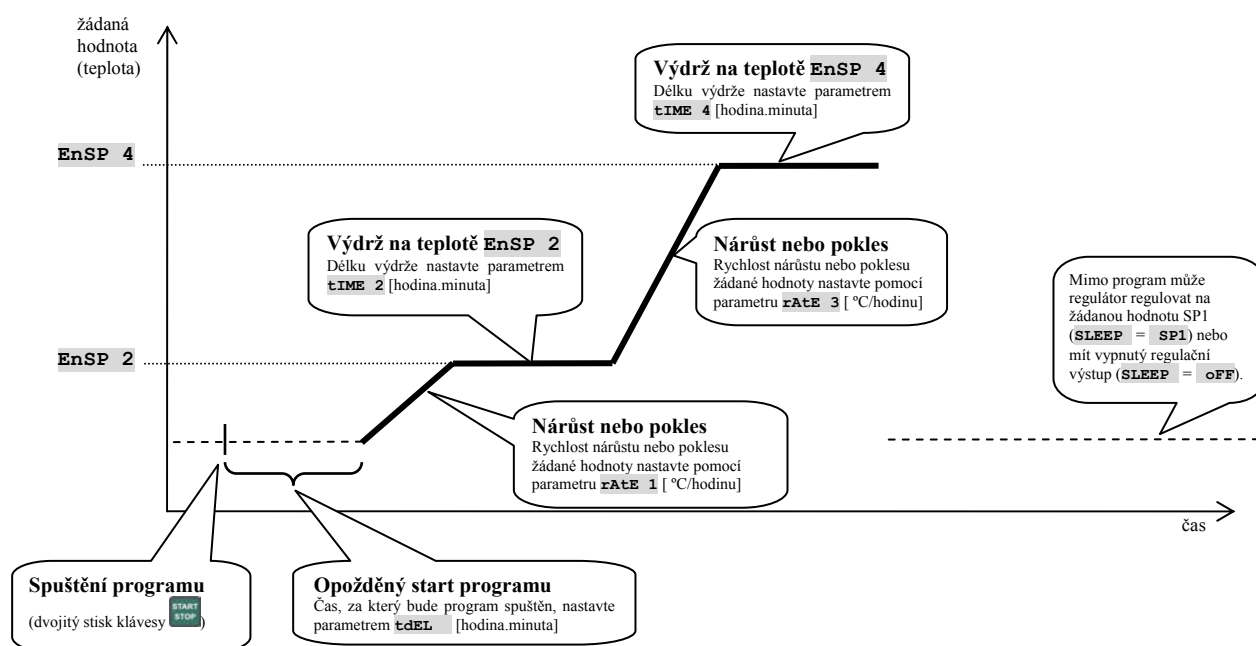 žádaná
hodnota
(teplota)
Výdrž na teplotě EnSP 4
Délku výdrže nastavte parametrem
tIME 4 [hodina.minuta]
EnSP 4
Výdrž na teplotě EnSP 2
Délku výdrže nastavte parametrem
tIME 2 [hodina.minuta]
Nárůst nebo pokles
Rychlost nárůstu nebo poklesu
žádané hodnoty nastavte pomocí
parametru rAtE 3 [ ºC/hodinu]
Mimo program může
regulátor regulovat na
žádanou hodnotu SP1
(SLEEP = SP1) nebo
mít vypnutý regulační
výstup (SLEEP = oFF).
EnSP 2
Nárůst nebo pokles
Rychlost nárůstu nebo poklesu
žádané hodnoty nastavte pomocí
parametru rAtE 1 [ ºC/hodinu]
čas
Spuštění programu
(dvojitý stisk klávesy START STOP)
Opožděný start programu
Čas, za který bude program spuštěn, nastavte
parametrem tdEL [hodina.minuta]